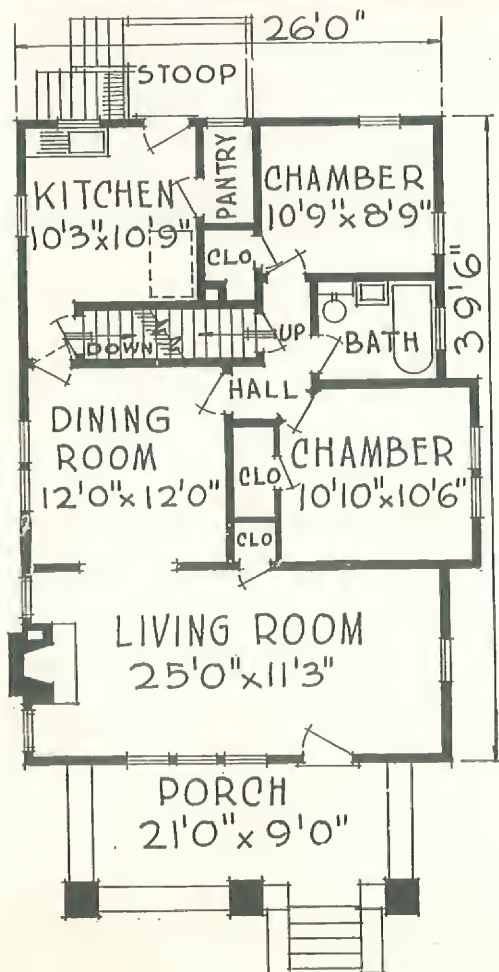 26'0"
STOOP
KITCHEN
10'3"x10'9"
PANTRY
CHAMBER
10'9"x8'9"
CLO
39'6"
DOWN
UP
BATH
HALL
DINING
ROOM
12'0"x12'0"
CLO
CHAMBER
10'10"x10'6"
CLO
LIVING ROOM
25'0"x11'3"
PORCH
21'0"x9'0"